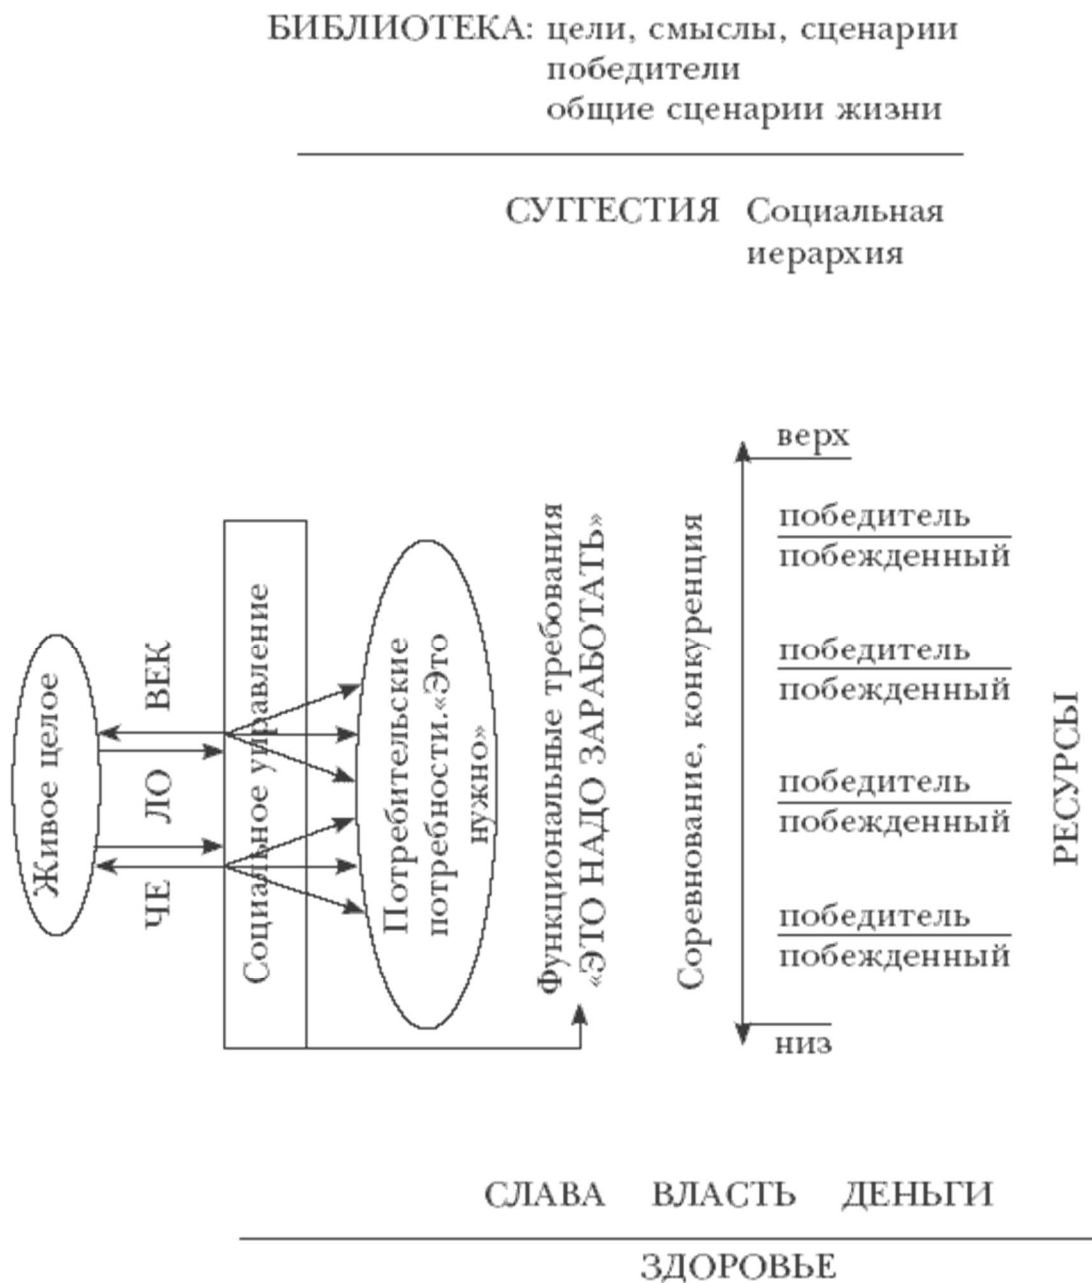 БИБЛИОТЕКА: цели, смыслы, сценарии
победители
общие сценарии жизни
СУГГЕСТИЯ Социальная
иерархия
Живое целое
ЧЕ ЛО ВЕК
Социальное управление
Потребительские
потребности.«Это
нужно»
Функциональные требования
«ЭТО НАДО ЗАРАБОТАТЬ»
Соревнование, конкуренция
верх
победитель
побежденный
победитель
побежденный
победитель
побежденный
победитель
побежденный
низ
РЕСУРСЫ
СЛАВА ВЛАСТЬ ДЕНЬГИ
ЗДОРОВЬЕ